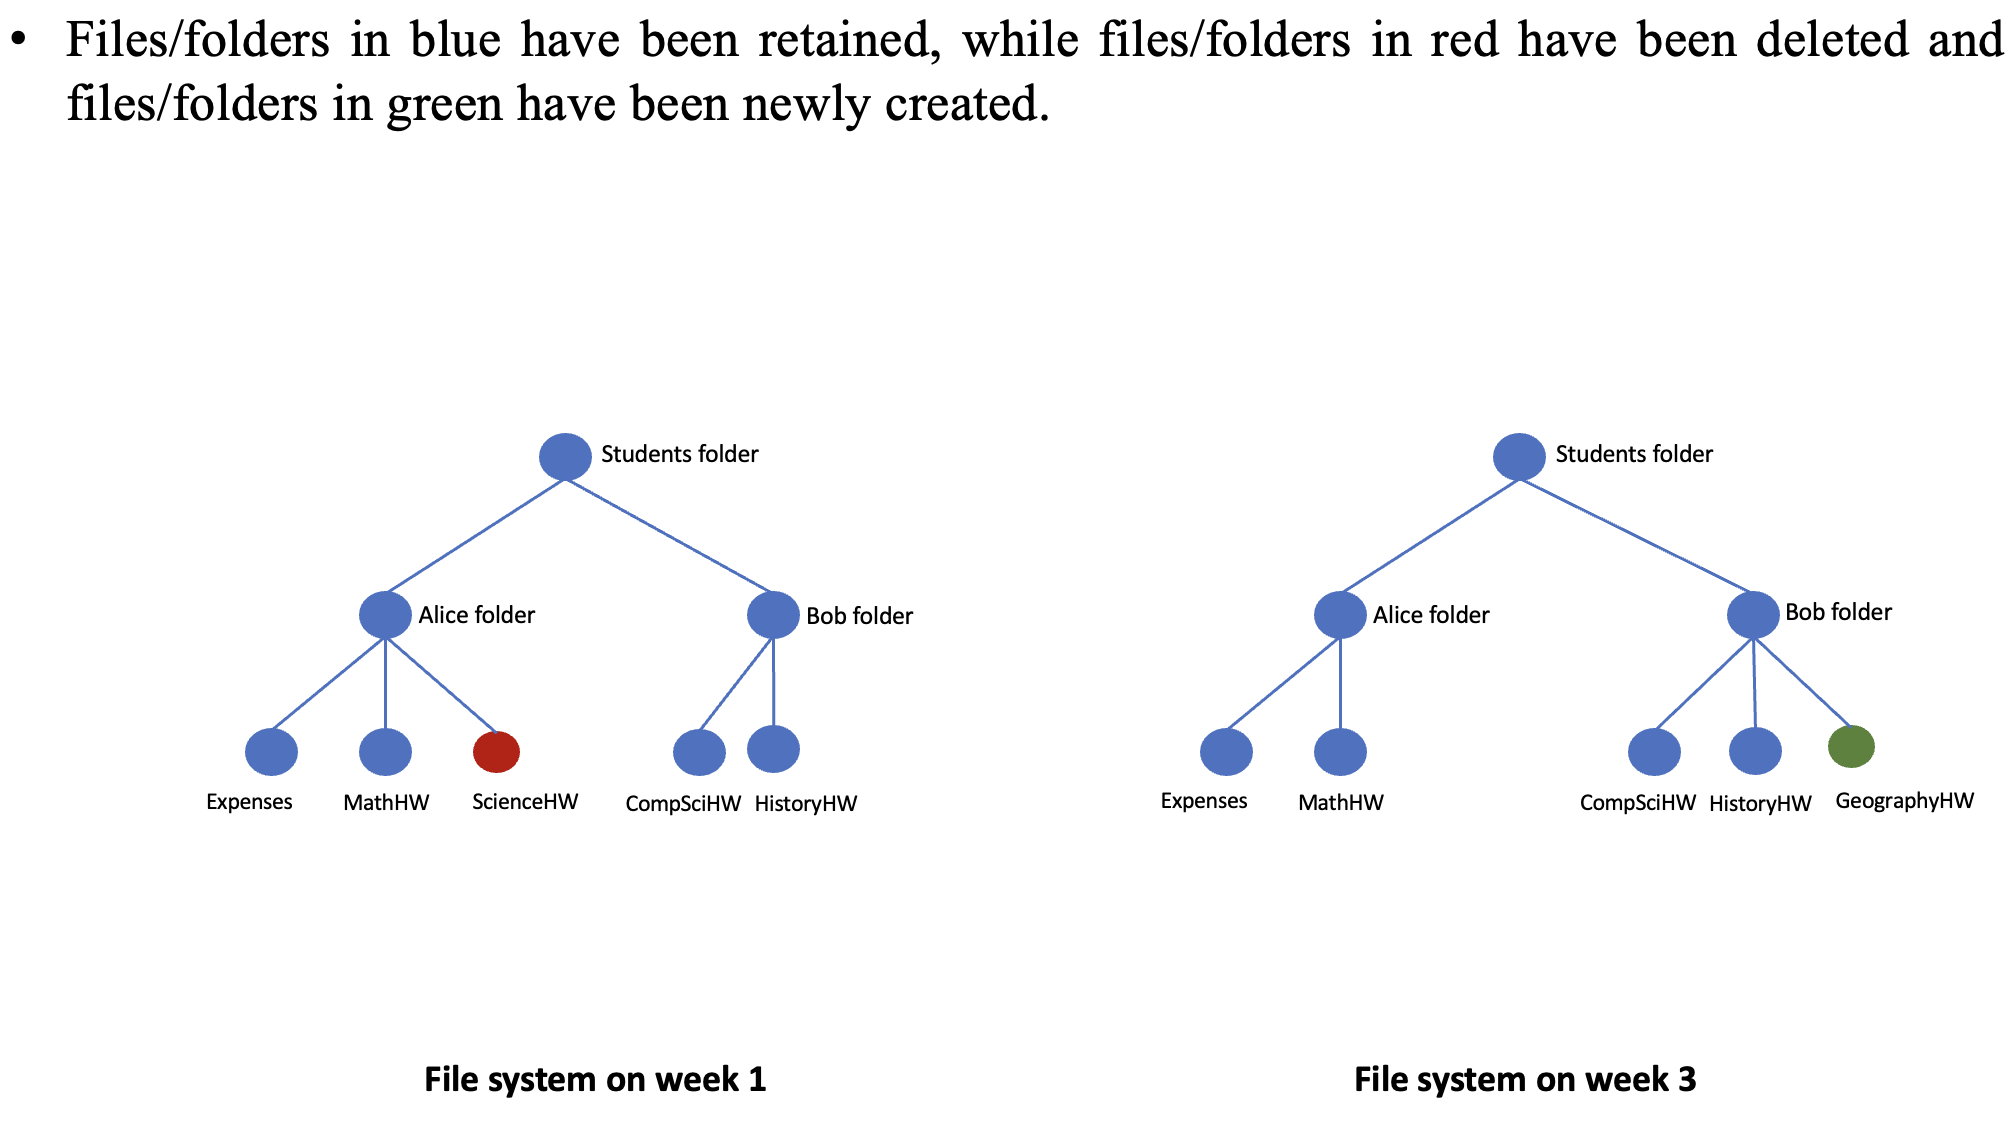 • Files/folders in blue have been retained, while files/folders in red have been deleted and
files/folders in green have been newly created.
Students folder
Students folder
Alice folder
Bob folder
Alice folder
Bob folder
Expenses
MathHW
ScienceHW
CompSciHW
HistoryHW
Expenses
MathHW
CompSciHW
HistoryHW
GeographyHW
File system on week 1
File system on week 3